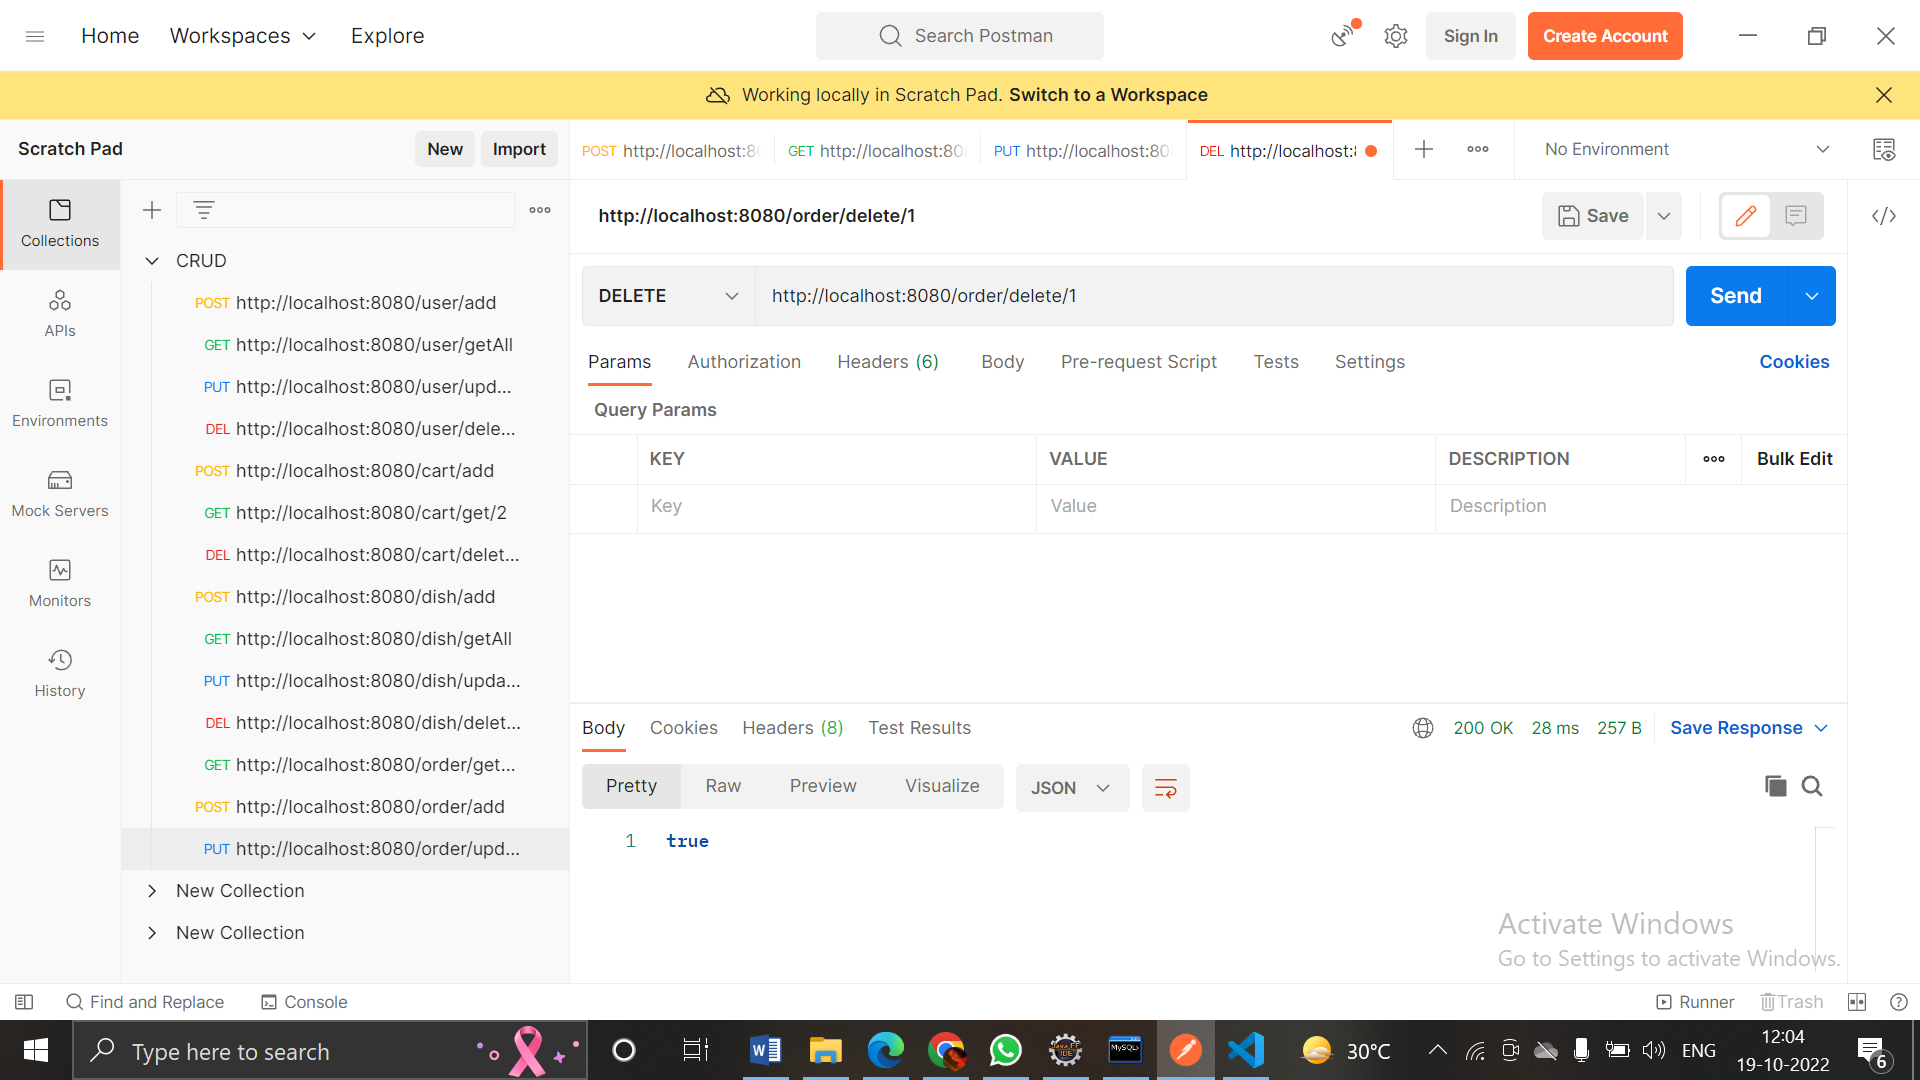 Home Workspaces Explore
Search Postman
Sign In Create Account
Working locally in Scratch Pad. Switch to a Workspace
Scratch Pad New Import
POST http://localhost:80 GET http://localhost:80 PUT http://localhost:80 DEL http://localhost:
No Environment
Collections
APIs
Environments
Mock Servers
Monitors
History
CRUD
POST http://localhost:8080/user/add
GET http://localhost:8080/user/getAll
PUT http://localhost:8080/user/upd...
DEL http://localhost:8080/user/dele...
POST http://localhost:8080/cart/add
GET http://localhost:8080/cart/get/2
DEL http://localhost:8080/cart/delet...
POST http://localhost:8080/dish/add
GET http://localhost:8080/dish/getAll
PUT http://localhost:8080/dish/upda...
DEL http://localhost:8080/dish/delet...
GET http://localhost:8080/order/get...
POST http://localhost:8080/order/add
PUT http://localhost:8080/order/upd...
New Collection
New Collection
http://localhost:8080/order/delete/1
Save
DELETE http://localhost:8080/order/delete/1
Send
Params Authorization Headers (6) Body Pre-request Script Tests Settings Cookies
Query Params
KEY VALUE DESCRIPTION Bulk Edit
Key Value Description
Body Cookies Headers (8) Test Results 200 OK 28 ms 257 B Save Response
Pretty Raw Preview Visualize JSON
1 true
Activate Windows
Go to Settings to activate Windows.
Find and Replace Console Runner Trash
Type here to search
MySQL
30°C
ENG
12:04
19-10-2022
6